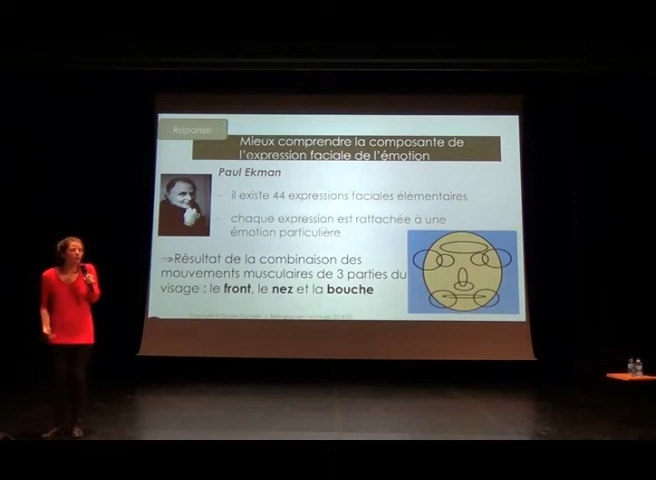 Réponse
Mieux comprendre la composante de
l'expression faciale de l'émotion
Paul Ekman
- il existe 44 expressions faciales élémentaires
- chaque expression est rattachée à une
émotion particulière
⇒Résultat de la combinaison des
mouvements musculaires de 3 parties du
visage : le front, le nez et la bouche